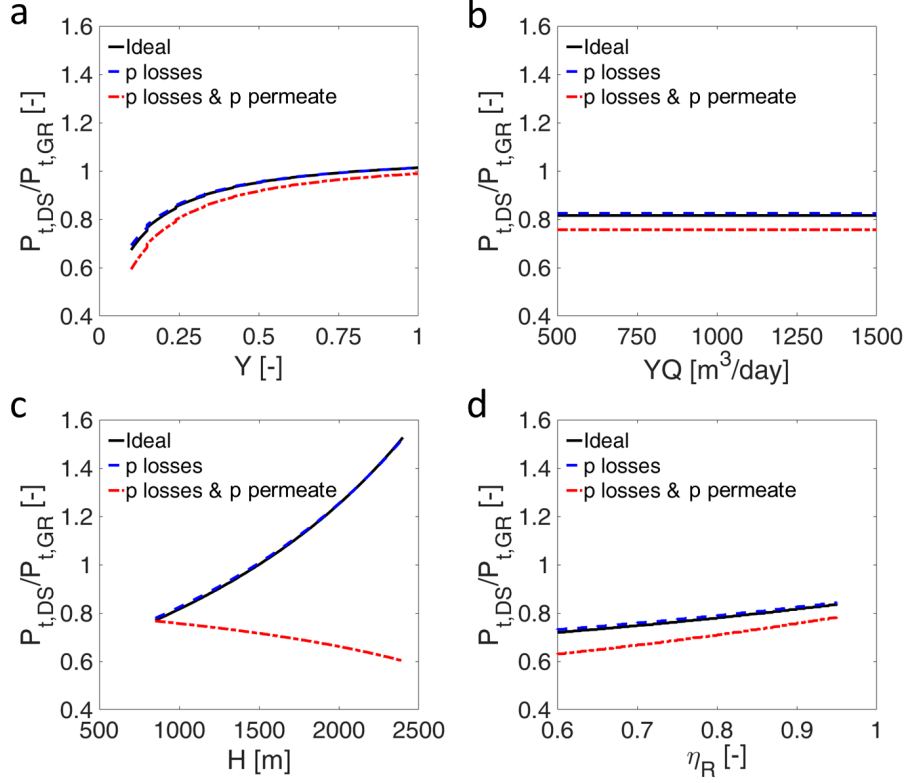 a
1.6
1.4
1.2
1
0.8
0.6
0.4
P_t,DS/P_t,GR [-]
Ideal
p losses
p losses & p permeate
0 0.25 0.5 0.75 1
Y [-]
b
1.6
1.4
1.2
1
0.8
0.6
0.4
P_t,DS/P_t,GR [-]
Ideal
p losses
p losses & p permeate
500 750 1000 1250 1500
YQ [m³/day]
c
1.6
1.4
1.2
1
0.8
0.6
0.4
P_t,DS/P_t,GR [-]
Ideal
p losses
p losses & p permeate
500 1000 1500 2000 2500
H [m]
d
1.6
1.4
1.2
1
0.8
0.6
0.4
P_t,DS/P_t,GR [-]
Ideal
p losses
p losses & p permeate
0.6 0.7 0.8 0.9 1
η_R [-]